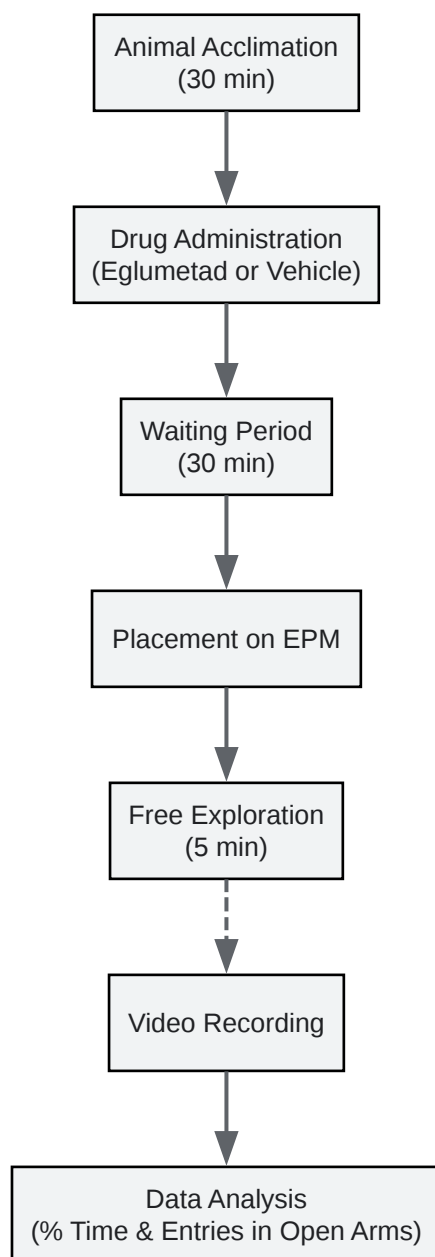 Animal Acclimation
(30 min)
Drug Administration
(Eglumetad or Vehicle)
Waiting Period
(30 min)
Placement on EPM
Free Exploration
(5 min)
Video Recording
Data Analysis
(% Time & Entries in Open Arms)